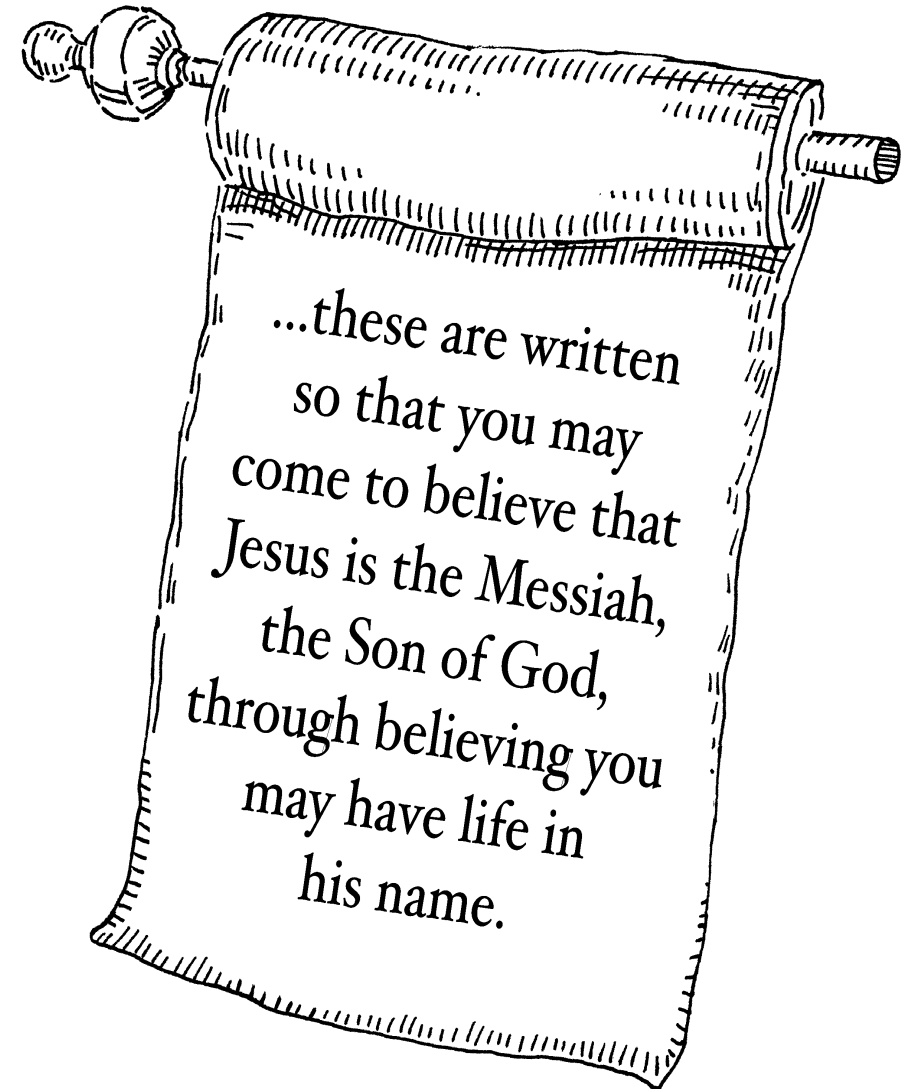 ...these are written
so that you may
come to believe that
Jesus is the Messiah,
the Son of God,
through believing you
may have life in
his name.